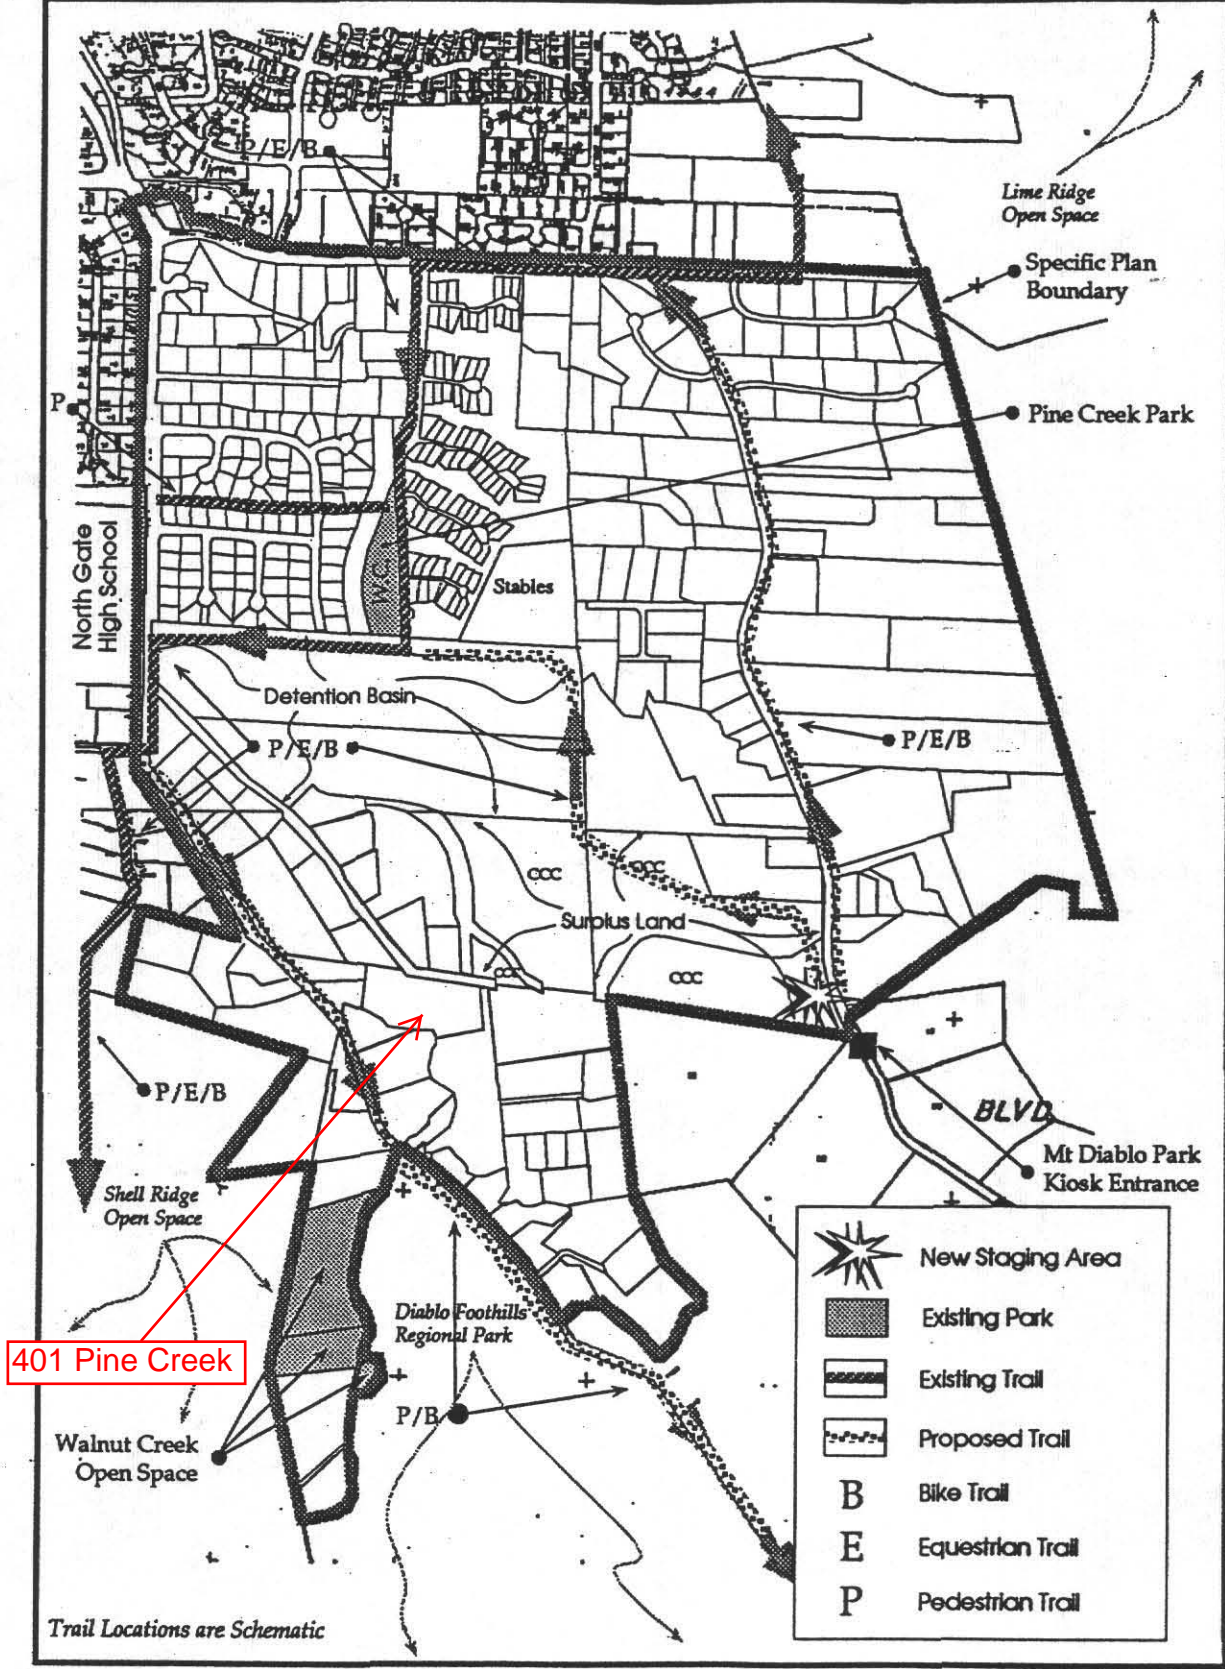 P/E/B
Lime Ridge
Open Space
Specific Plan
Boundary
P
Pine Creek Park
North Gate
High School
W.C.
Stables
Detention Basin
P/E/B
P/E/B
CCC
CCC
Surplus Land
CCC
CCC
P/E/B
BLVD
Mt Diablo Park
Kiosk Entrance
Shell Ridge
Open Space
New Staging Area
Diablo Foothills
Regional Park
Existing Park
401 Pine Creek
Existing Trail
P/B
Walnut Creek
Open Space
Proposed Trail
B Bike Trail
E Equestrian Trail
P Pedestrian Trail
Trail Locations are Schematic